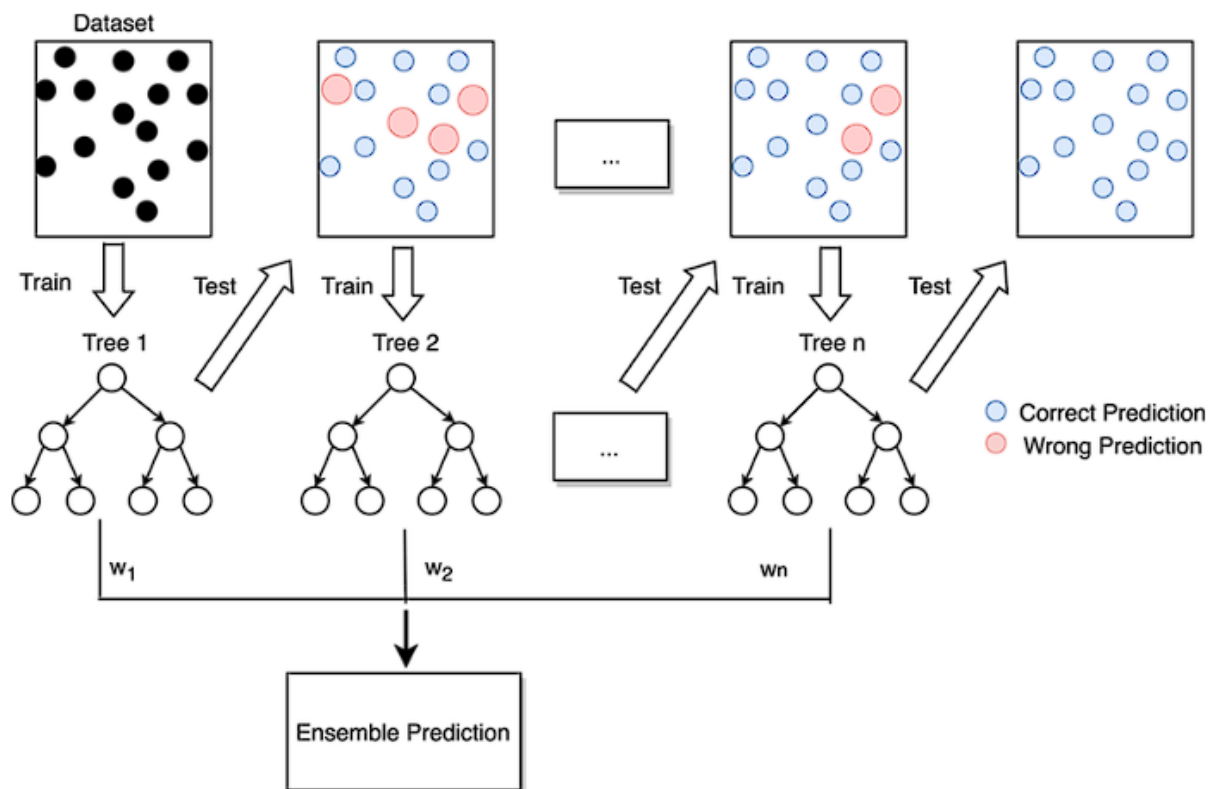 Dataset
...
Train
Test
Train
Test
Train
Test
Tree 1
Tree 2
Tree n
Correct Prediction
Wrong Prediction
...
w1
w2
wn
Ensemble Prediction